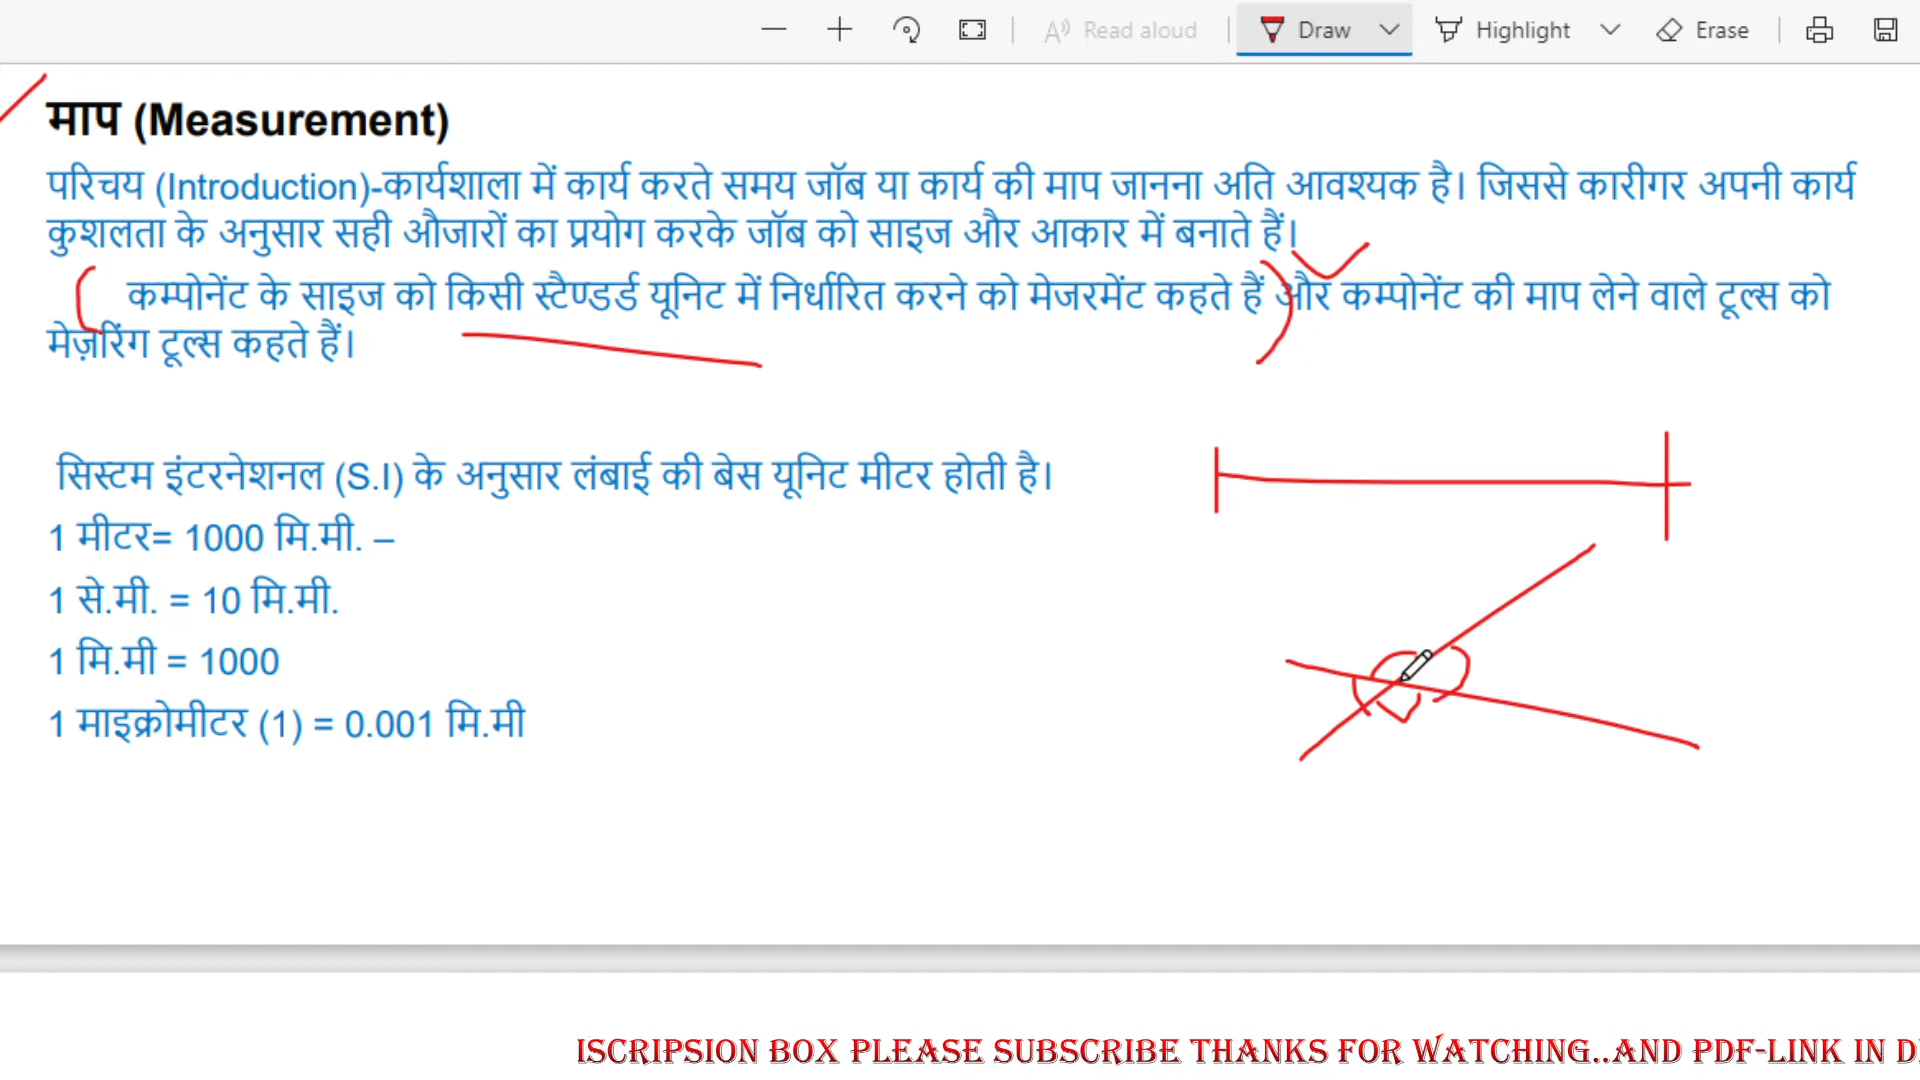 Read aloud
Draw
Highlight
Erase
माप (Measurement)
परिचय (Introduction)-कार्यशाला में कार्य करते समय जॉब या कार्य की माप जानना अति आवश्यक है। जिससे कारीगर अपनी कार्य
कुशलता के अनुसार सही औजारों का प्रयोग करके जॉब को साइज और आकार में बनाते हैं।
कम्पोनेंट के साइज को किसी स्टैण्डर्ड यूनिट में निर्धारित करने को मेजरमेंट कहते हैं और कम्पोनेंट की माप लेने वाले टूल्स को
मेज़रिंग टूल्स कहते हैं।
सिस्टम इंटरनेशनल (S.I) के अनुसार लंबाई की बेस यूनिट मीटर होती है।
1 मीटर= 1000 मि.मी. –
1 से.मी. = 10 मि.मी.
1 मि.मी = 1000
1 माइक्रोमीटर (1) = 0.001 मि.मी
ISCRIPSION BOX PLEASE SUBSCRIBE THANKS FOR WATCHING..AND PDF-LINK IN D